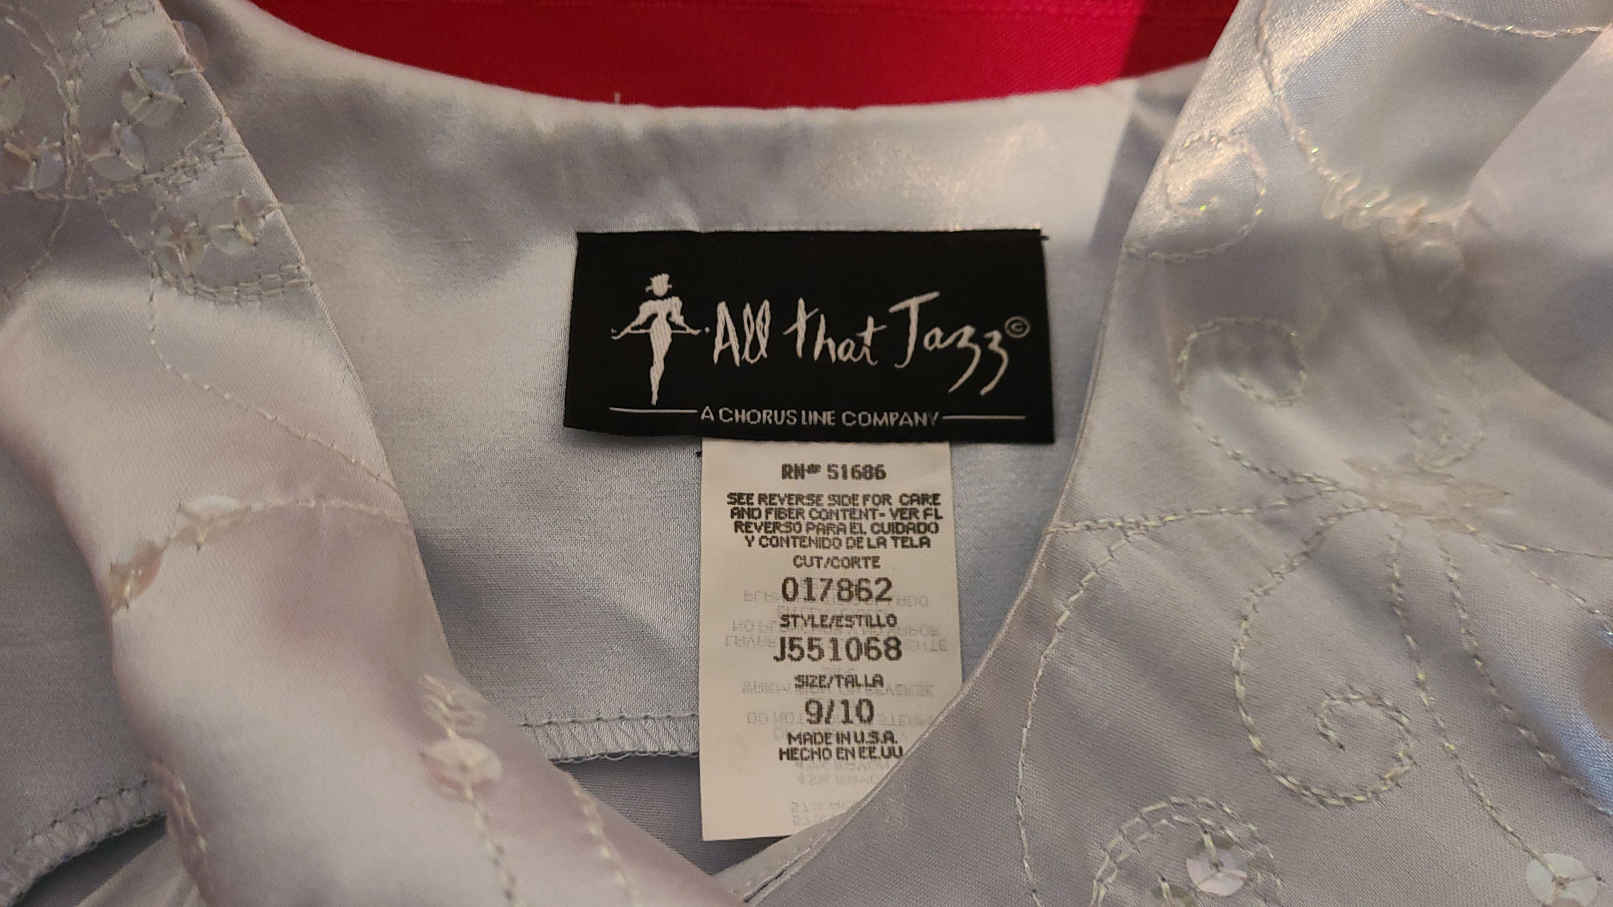 All that Jazz©
A CHORUS LINE COMPANY
RN# 51686
SEE REVERSE SIDE FOR CARE
AND FIBER CONTENT- VER FL
REVERSO PARA EL CUIDADO
Y CONTENIDO DE LA TELA
CUT/CORTE
017862
STYLE/ESTILLO
J551068
SIZE/TALLA
9/10
MADE IN U.S.A.
HECHO EN EE.UU